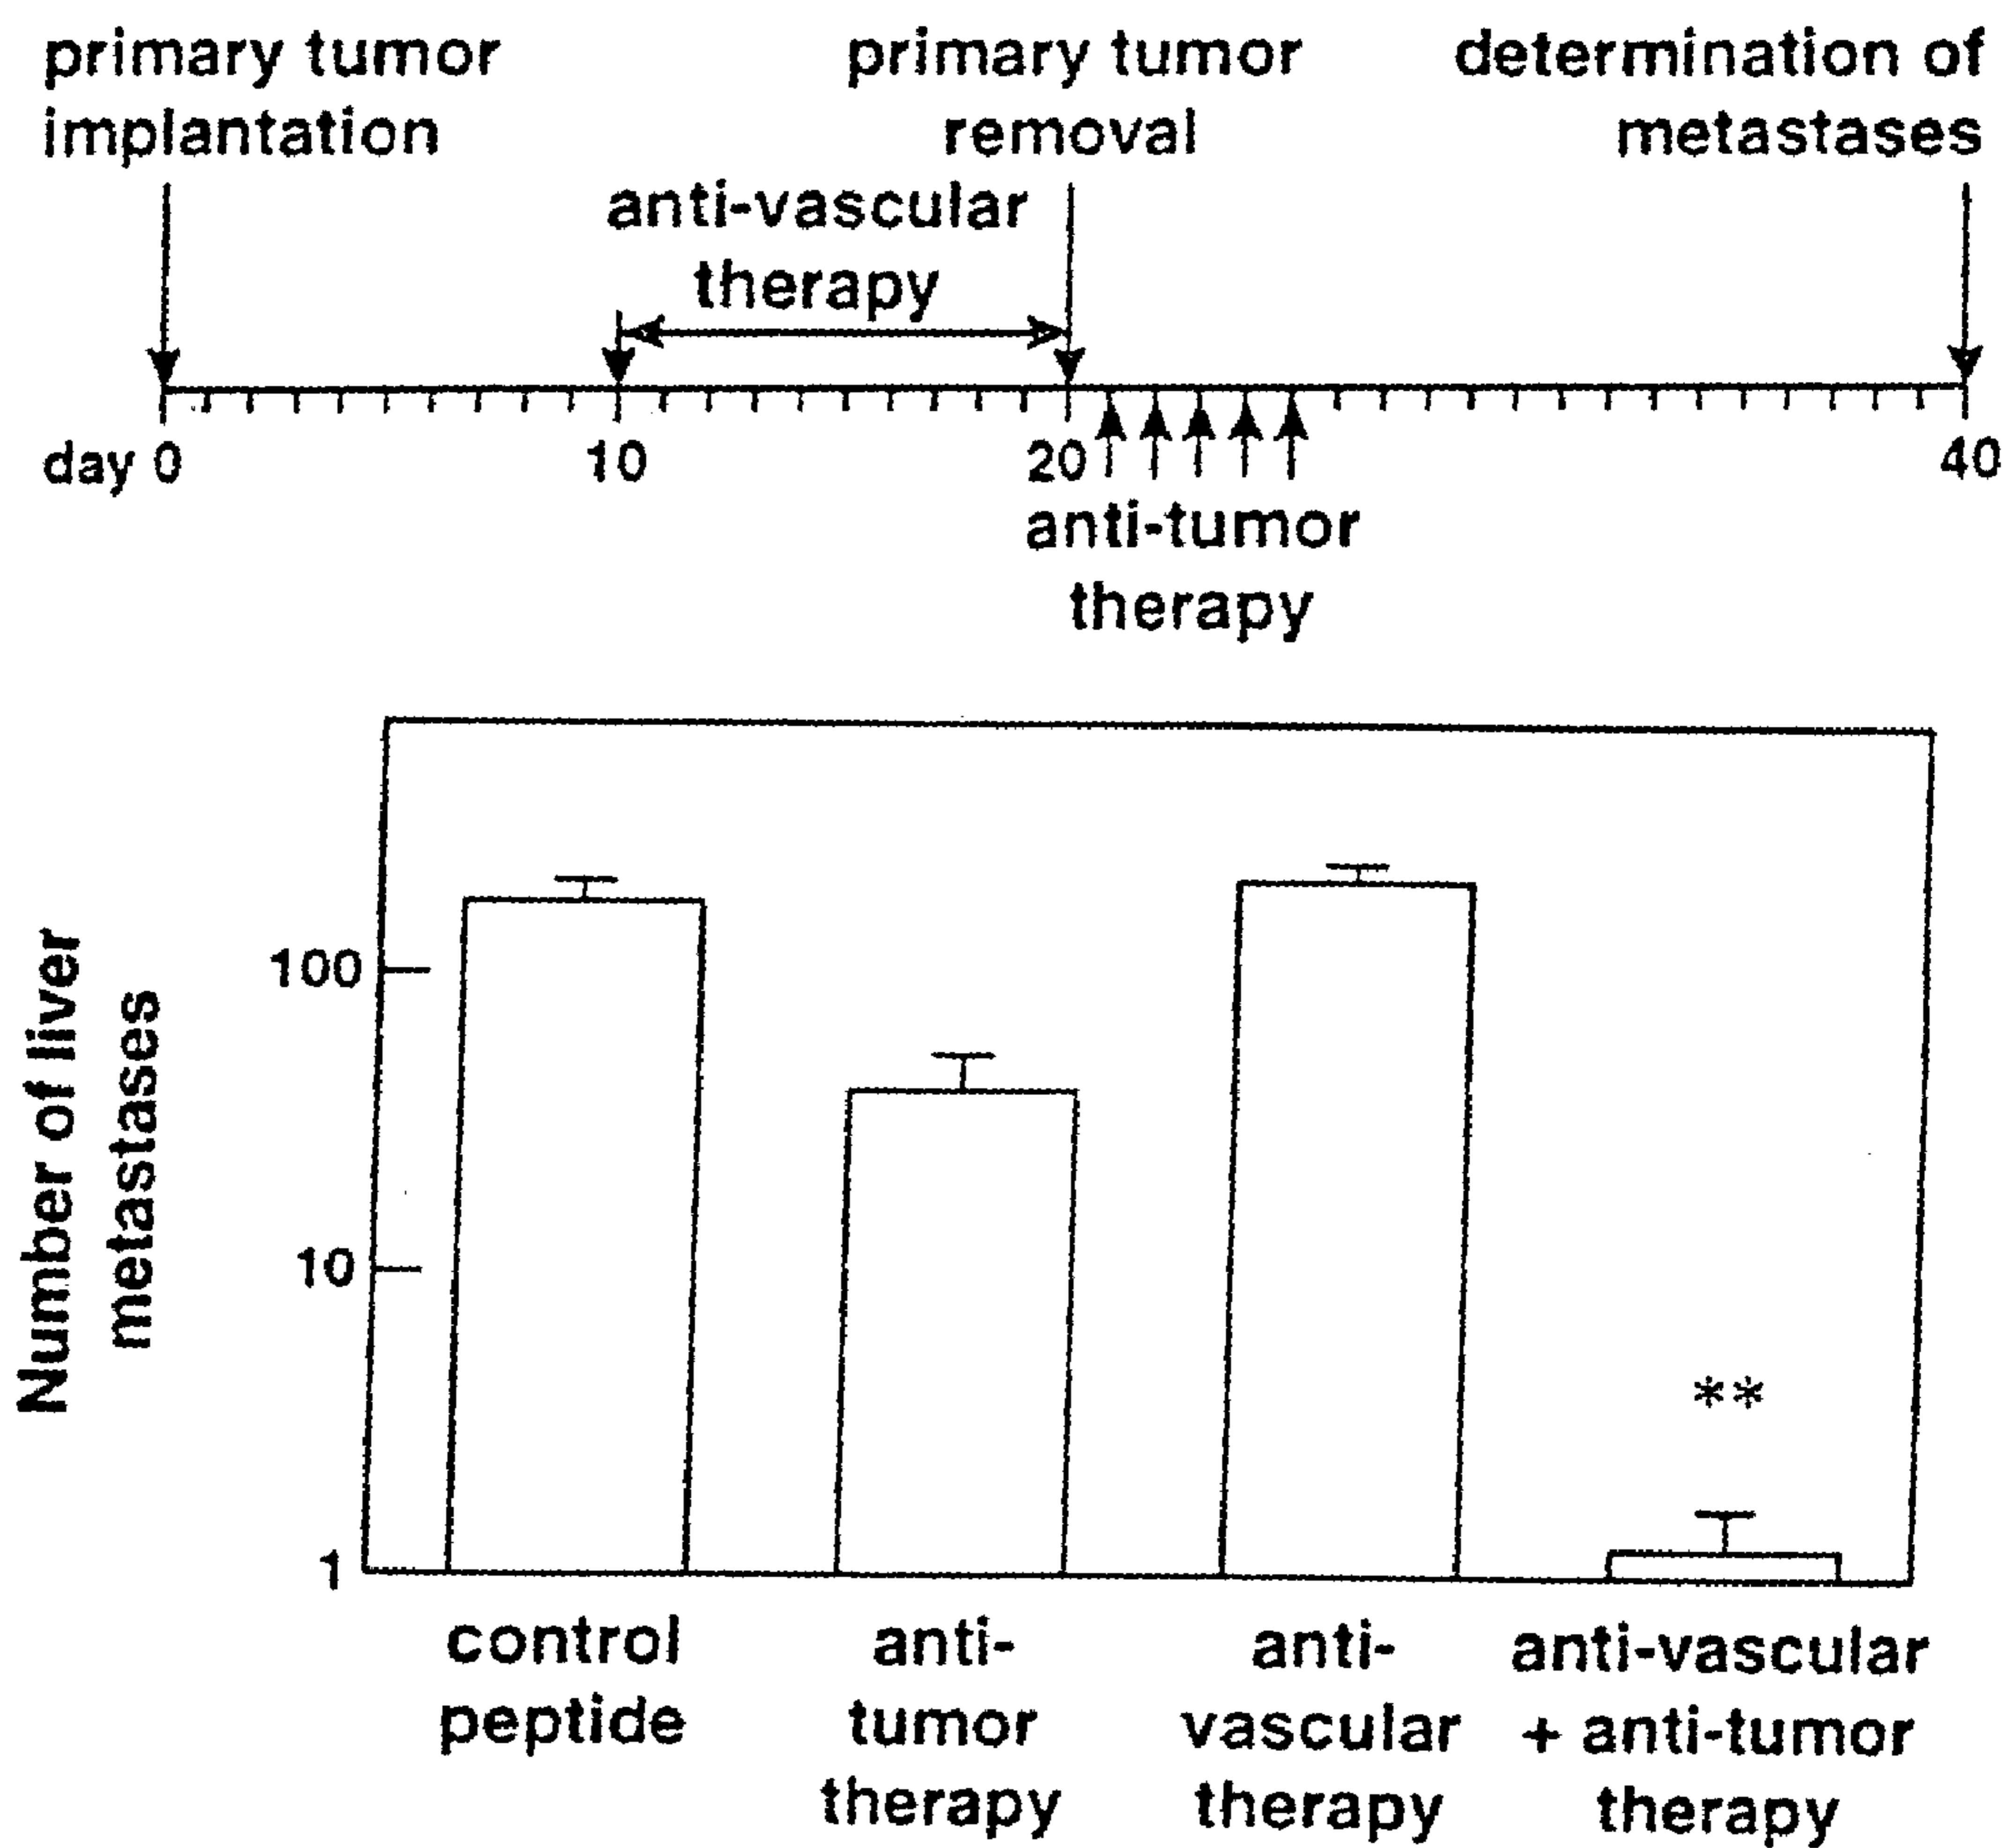 primary tumor
implantation
primary tumor
removal
determination of
metastases
anti-vascular
therapy
day 0
10
20
40
anti-tumor
therapy
Number of liver
metastases
100
10
1
**
control
peptide
anti-
tumor
therapy
anti-
vascular
therapy
anti-vascular
+ anti-tumor
therapy